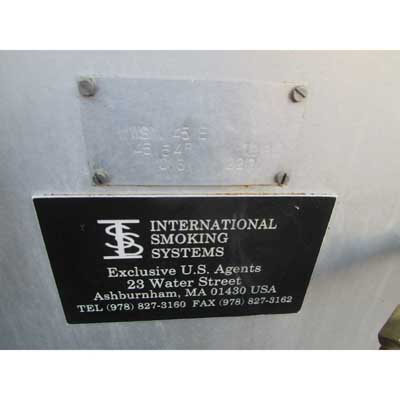 INTERNATIONAL
SMOKING
SYSTEMS
Exclusive U.S. Agents
23 Water Street
Ashburnham, MA 01430 USA
TEL (978) 827-3160 FAX (978) 827-3162